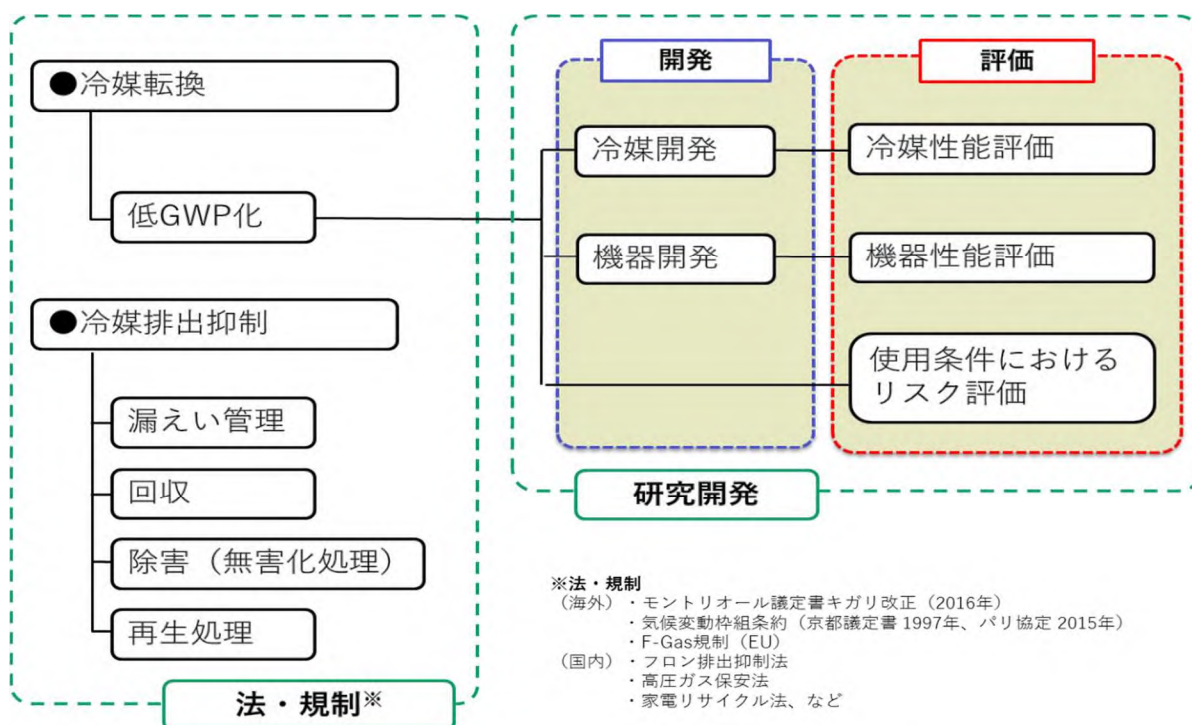 ●冷媒転換
低GWP化
●冷媒排出抑制
漏えい管理
回収
除害（無害化処理）
再生処理
法・規制※
開発
評価
冷媒開発
冷媒性能評価
機器開発
機器性能評価
使用条件における
リスク評価
研究開発
※法・規制
（海外）・モントリオール議定書キガリ改正（2016年）
・気候変動枠組条約（京都議定書 1997年、パリ協定 2015年）
・F-Gas規制（EU）
（国内）・フロン排出抑制法
・高圧ガス保安法
・家電リサイクル法、など